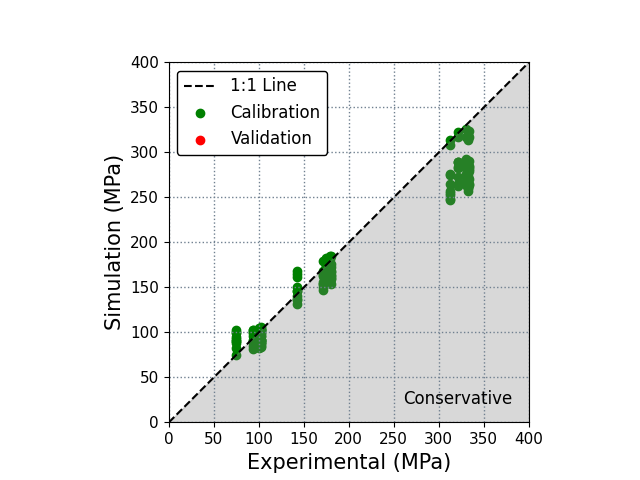 1:1 Line
Calibration
Validation
400
350
300
250
200
150
100
50
0
Simulation (MPa)
Conservative
0 50 100 150 200 250 300 350 400
Experimental (MPa)